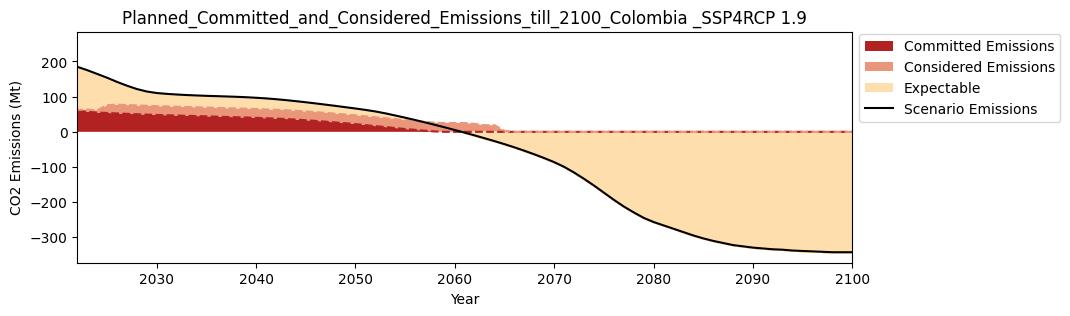 Planned_Committed_and_Considered_Emissions_till_2100_Colombia _SSP4RCP 1.9
CO2 Emissions (Mt)
200
100
0
−100
−200
−300
2030 2040 2050 2060 2070 2080 2090 2100
Year
Committed Emissions
Considered Emissions
Expectable
Scenario Emissions